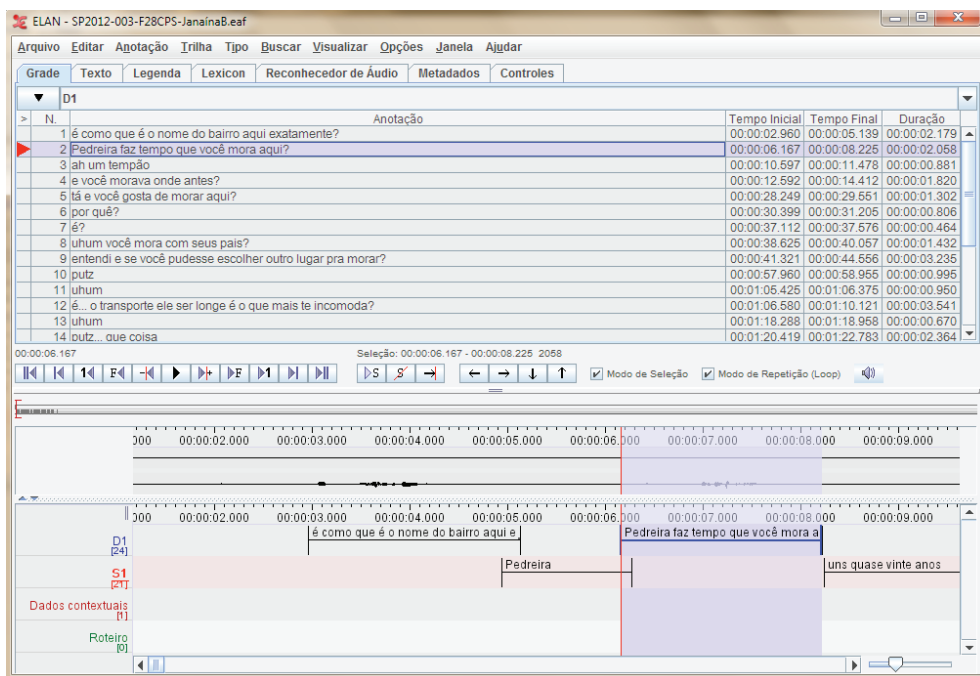 ELAN - SP2012-003-F28CPS-JanaínaB.eaf
Arquivo Editar Anotação Trilha Tipo Buscar Visualizar Opções Janela Ajudar
Grade Texto Legenda Lexicon Reconhecedor de Áudio Metadados Controles
D1
> N. Anotação Tempo Inicial Tempo Final Duração
1 é como que é o nome do bairro aqui exatamente? 00:00:02.960 00:00:05.139 00:00:02.179
2 Pedreira faz tempo que você mora aqui? 00:00:06.167 00:00:08.225 00:00:02.058
3 ah um tempão 00:00:10.597 00:00:11.478 00:00:00.881
4 e você morava onde antes? 00:00:12.592 00:00:14.412 00:00:01.820
5 tá e você gosta de morar aqui? 00:00:28.249 00:00:29.551 00:00:01.302
6 por quê? 00:00:30.399 00:00:31.205 00:00:00.806
7 é? 00:00:37.112 00:00:37.576 00:00:00.464
8 uhum você mora com seus pais? 00:00:38.625 00:00:40.057 00:00:01.432
9 entendi e se você pudesse escolher outro lugar pra morar? 00:00:41.321 00:00:44.556 00:00:03.235
10 putz 00:00:57.960 00:00:58.955 00:00:00.995
11 uhum 00:01:05.425 00:01:06.375 00:00:00.950
12 é... o transporte ele ser longe é o que mais te incomoda? 00:01:06.580 00:01:10.121 00:00:03.541
13 uhum 00:01:18.288 00:01:18.958 00:00:00.670
14 putz... que coisa 00:01:20.419 00:01:22.783 00:00:02.364
00:00:06.167 Seleção: 00:00:06.167 - 00:00:08.225 2058
1 F F 1 S S Modo de Seleção Modo de Repetição (Loop)
000 00:00:02.000 00:00:03.000 00:00:04.000 00:00:05.000 00:00:06.000 00:00:07.000 00:00:08.000 00:00:09.000
000 00:00:02.000 00:00:03.000 00:00:04.000 00:00:05.000 00:00:06.000 00:00:07.000 00:00:08.000 00:00:09.000
D1 é como que é o nome do bairro aqui e Pedreira faz tempo que você mora a
[24]
S1 Pedreira uns quase vinte anos
[21]
Dados contextuais
[1]
Roteiro
[0]